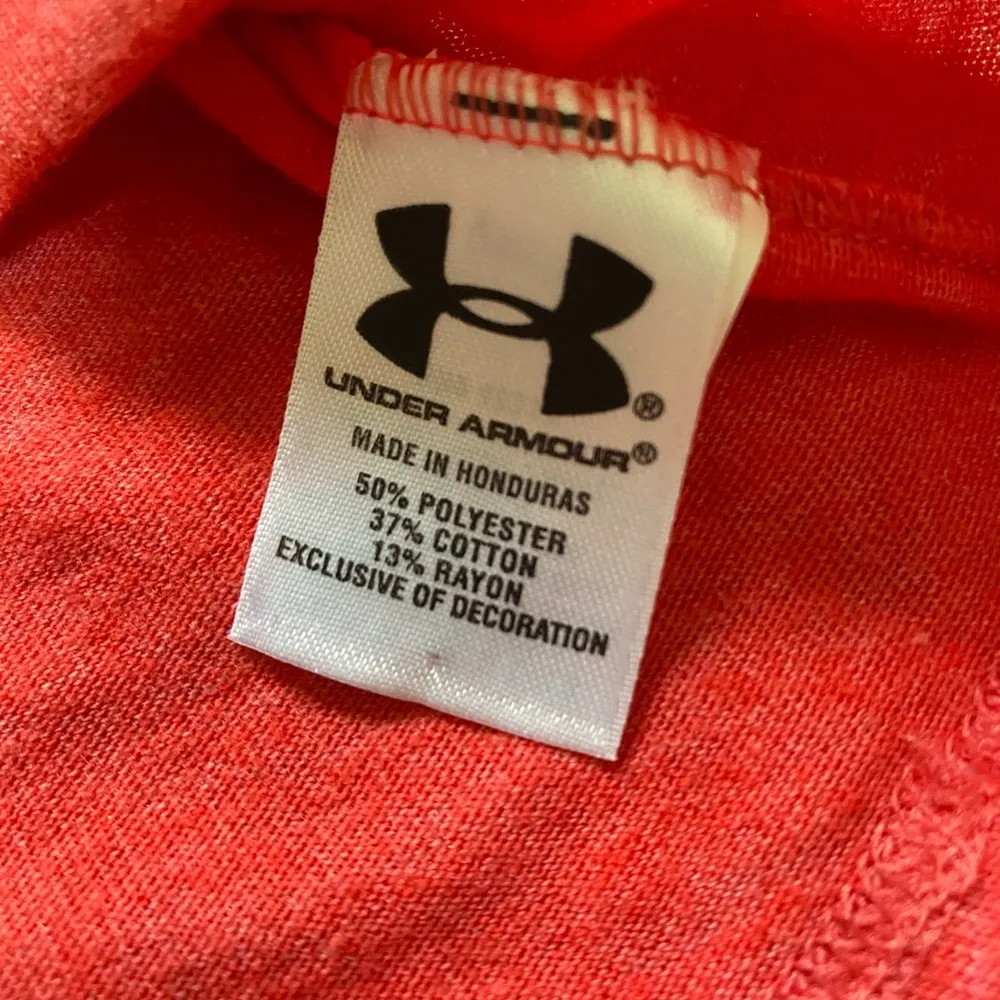 UNDER ARMOUR®
MADE IN HONDURAS
50% POLYESTER
37% COTTON
13% RAYON
EXCLUSIVE OF DECORATION